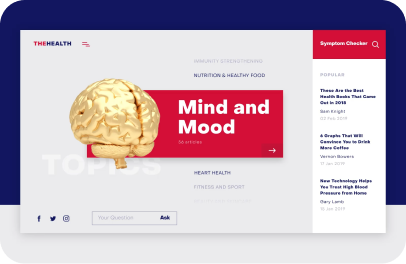 THEHEALTH
IMMUNITY STRENGTHENING
NUTRITION & HEALTHY FOOD
Mind and
Mood
66 articles
TOPICS
HEART HEALTH
FITNESS AND SPORT
Your Question
Ask
Symptom Checker
POPULAR
These Are the Best
Health Books That Came
Out in 2018
Sam Knight
03 Feb 2019
6 Graphs That Will
Convince You to Drink
More Coffee
Vernon Bowers
11 Jan 2019
New Technology Helps
You Treat High Blood
Pressure from Home
Gary Lamb
10 Jan 2019